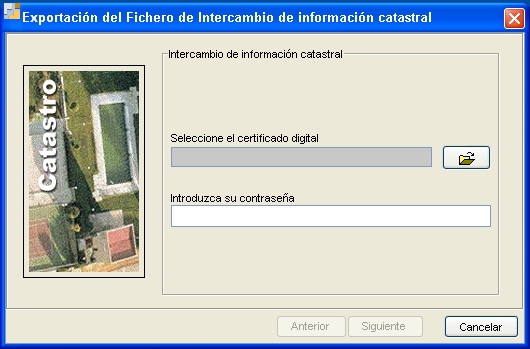 Exportación del Fichero de Intercambio de información catastral
Catastro
Intercambio de información catastral
Seleccione el certificado digital
Introduzca su contraseña
Anterior
Siguiente
Cancelar